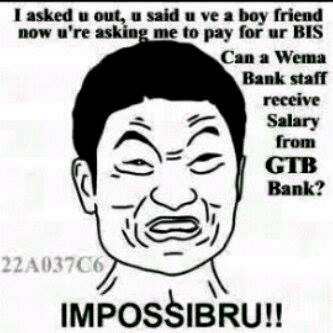 I asked u out, u said u ve a boy friend
now u're asking me to pay for ur BIS
Can a Wema
Bank staff
receive
Salary
from
GTB
Bank?
22A037C6
IMPOSSIBRU!!